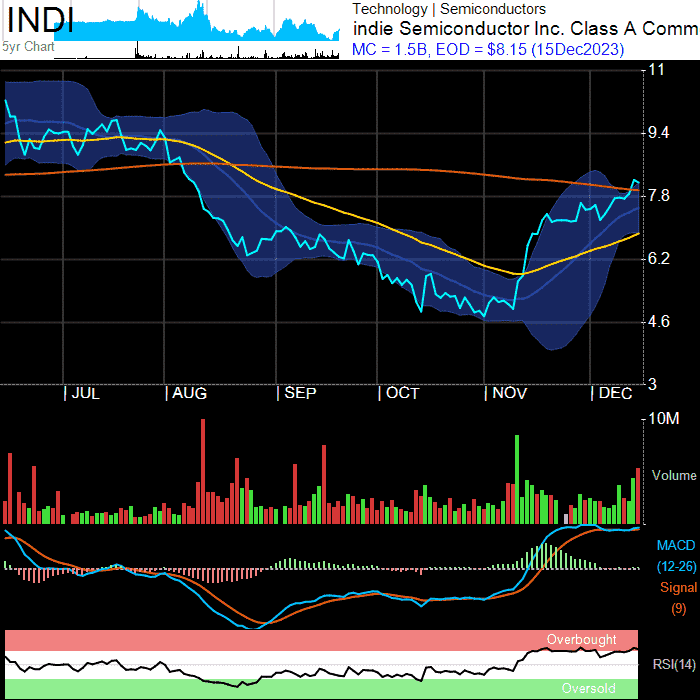 INDI
5yr Chart
Technology | Semiconductors
indie Semiconductor Inc. Class A Comm
MC = 1.5B, EOD = $8.15 (15Dec2023)
11
9.4
7.8
6.2
4.6
3
| JUL
| AUG
| SEP
| OCT
| NOV
| DEC
10M
Volume
MACD
(12-26)
Signal
(9)
Overbought
RSI(14)
Oversold